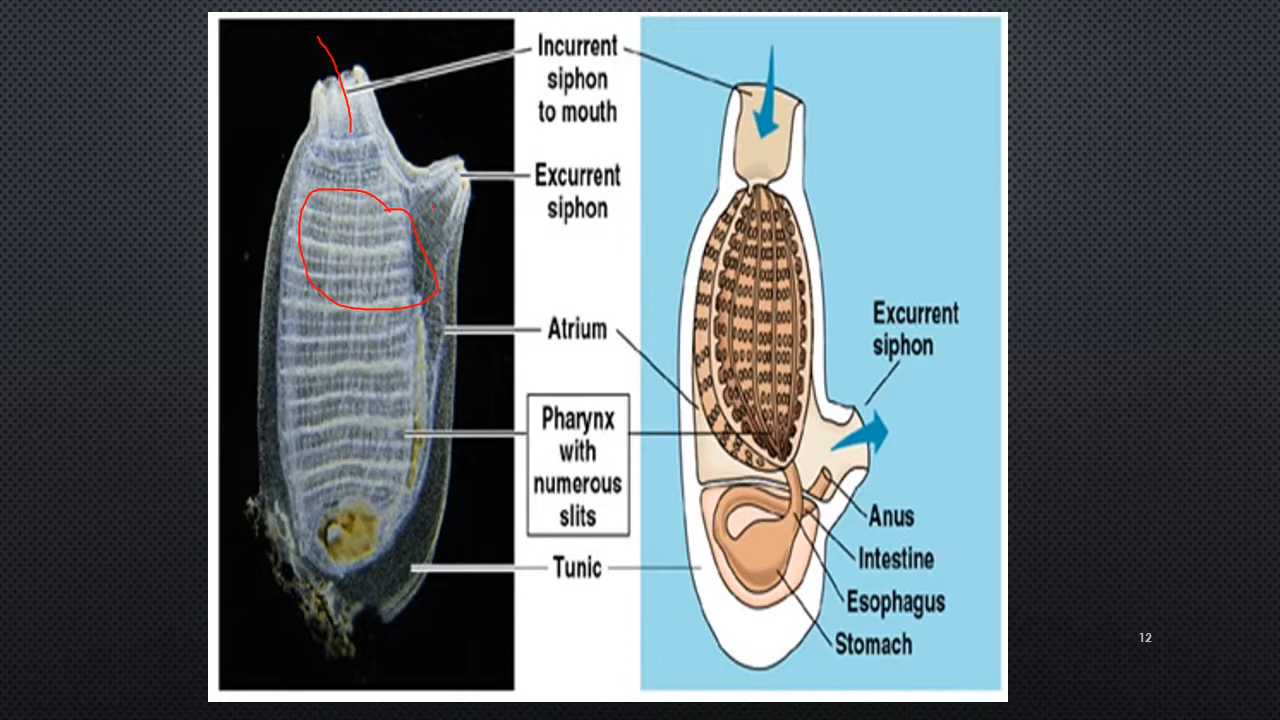 Incurrent
siphon
to mouth
Excurrent
siphon
Atrium
Pharynx
with
numerous
slits
Tunic
Excurrent
siphon
Anus
Intestine
Esophagus
Stomach
12